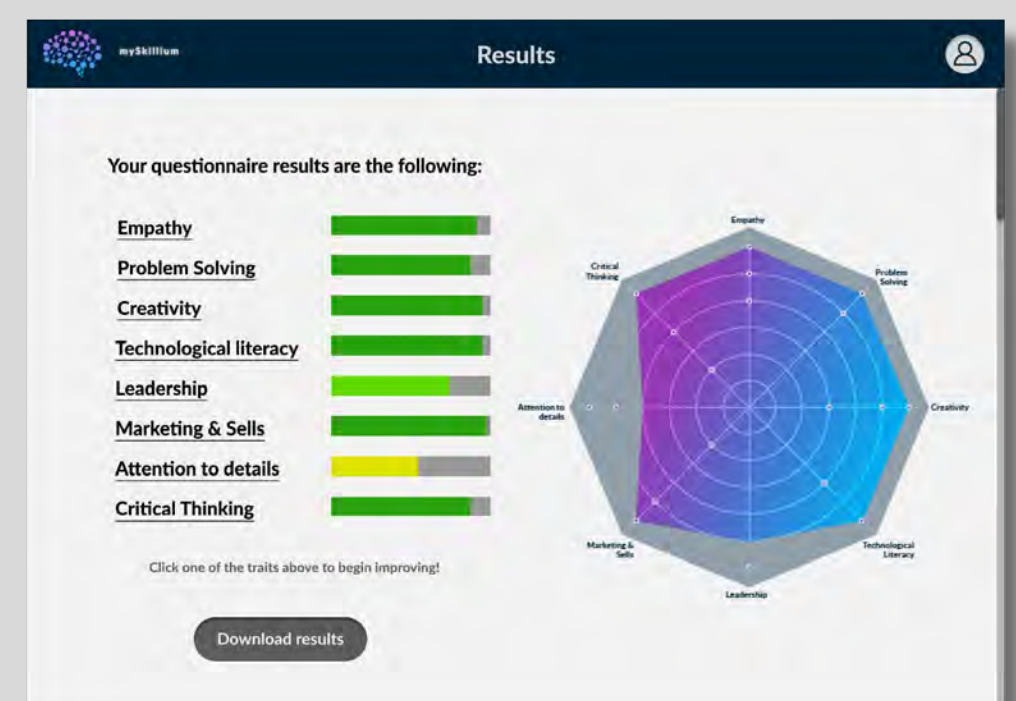 mySkillium
Results
Your questionnaire results are the following:
Empathy
Problem Solving
Creativity
Technological literacy
Leadership
Marketing & Sells
Attention to details
Critical Thinking
Click one of the traits above to begin improving!
Download results
Empathy
Problem
Solving
Creativity
Technological
Literacy
Leadership
Marketing &
Sells
Attention to
details
Critical
Thinking